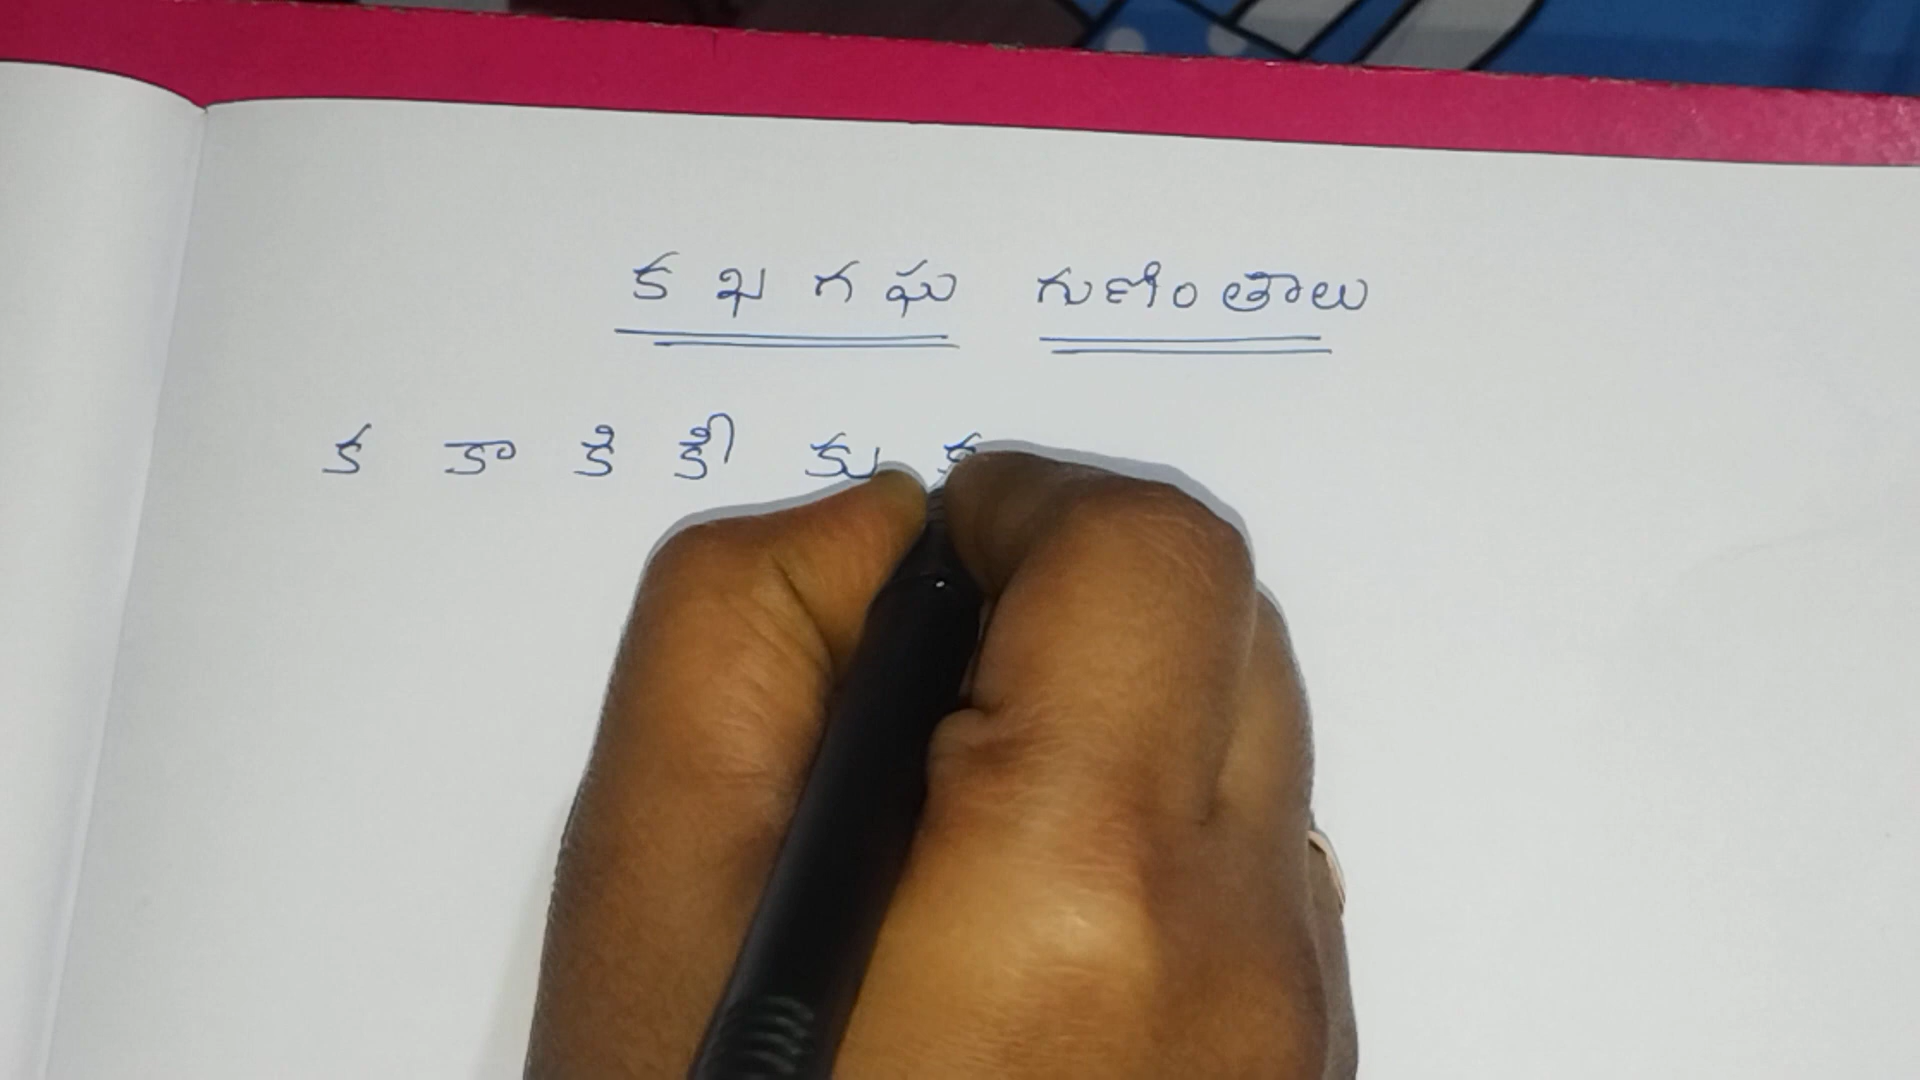 క ఖ గ ఘ గుణింతాలు
క కా కి కీ కు